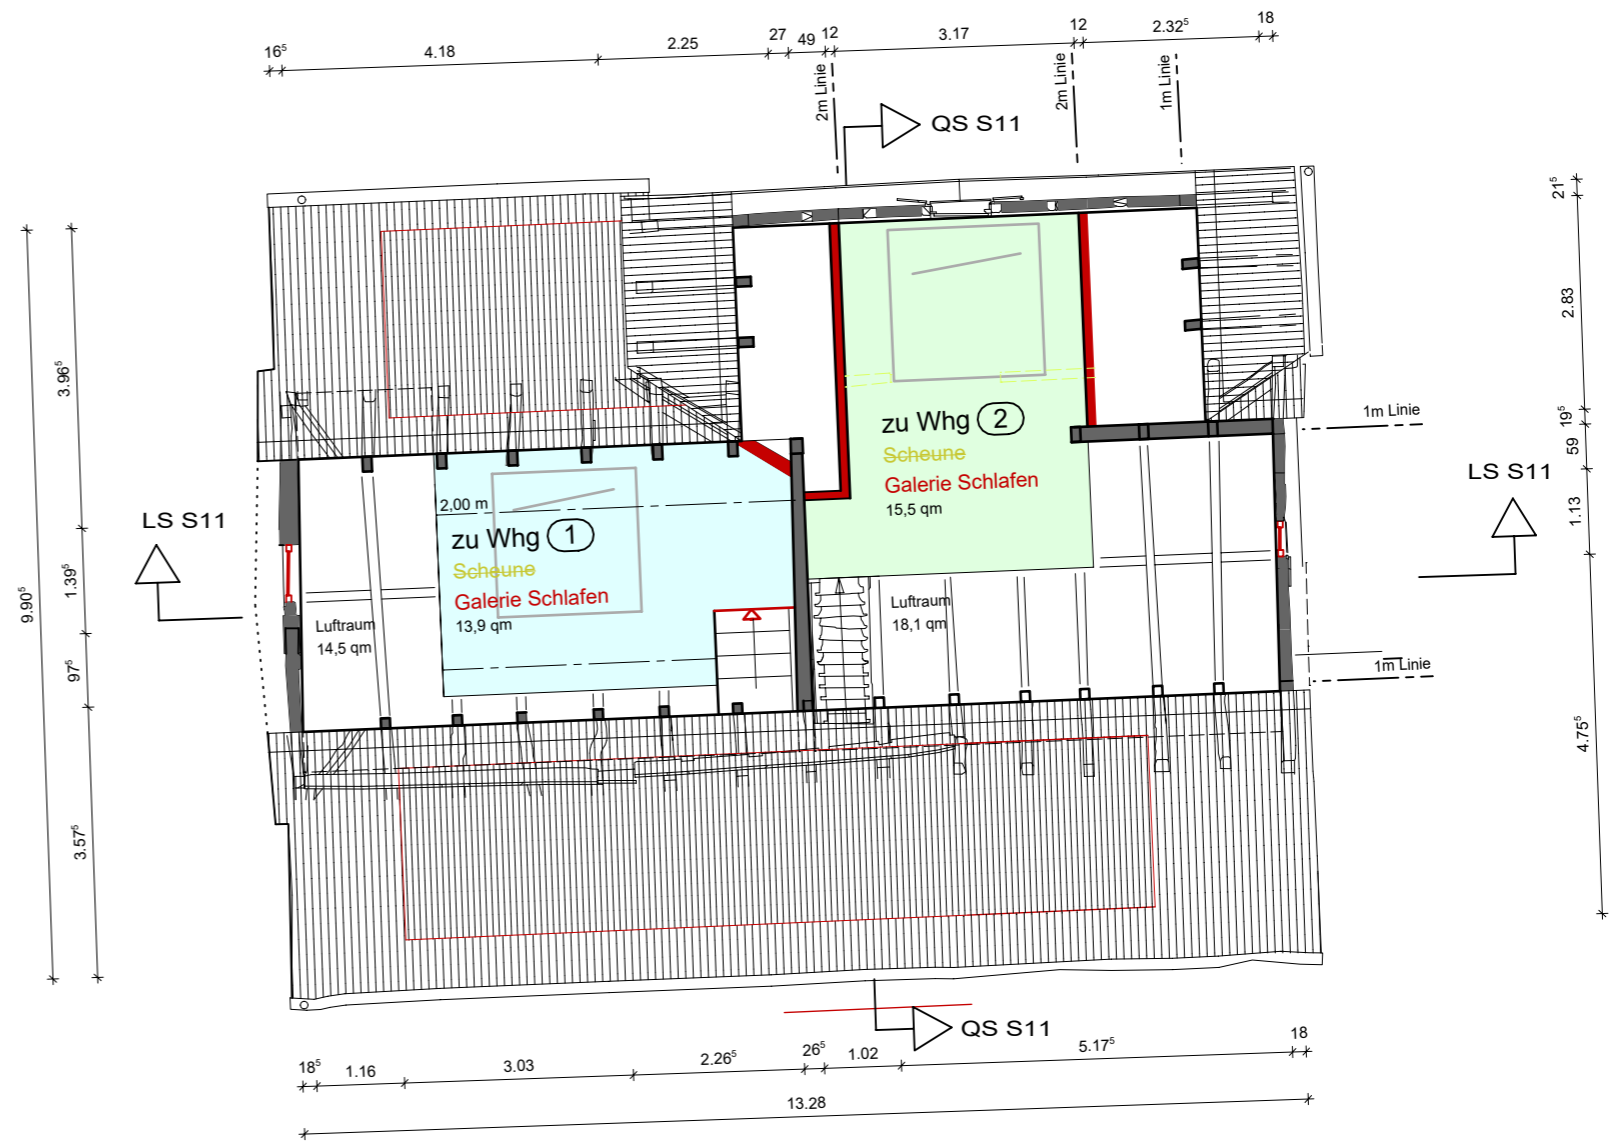 16⁵
4.18
2.25
27
49
12
3.17
12
2.32⁵
18
2m Linie
2m Linie
1m Linie
QS S11
21⁵
2.83
19⁵
59
1.13
4.75⁵
9.90⁵
3.96⁵
1.39⁵
97⁵
3.57⁵
1m Linie
LS S11
LS S11
zu Whg 2
Scheune
Galerie Schlafen
15,5 qm
2,00 m
zu Whg 1
Scheune
Galerie Schlafen
13,9 qm
Luftraum
14,5 qm
Luftraum
18,1 qm
1m Linie
QS S11
18⁵
1.16
3.03
2.26⁵
26⁵
1.02
5.17⁵
18
13.28